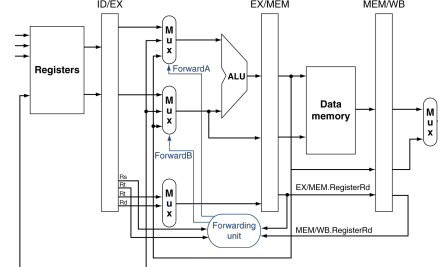 ID/EX
EX/MEM
MEM/WB
M
u
x
Registers
ForwardA
ALU
M
u
x
Data
memory
M
u
x
ForwardB
Rs
Rt
Rt
Rd
M
u
x
EX/MEM.RegisterRd
Forwarding
unit
MEM/WB.RegisterRd